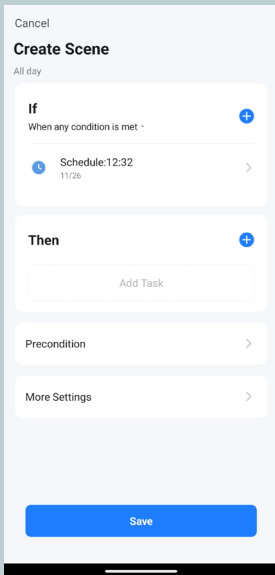 Cancel
Create Scene
All day
If
When any condition is met
Schedule:12:32
11/26
Then
Add Task
Precondition
More Settings
Save